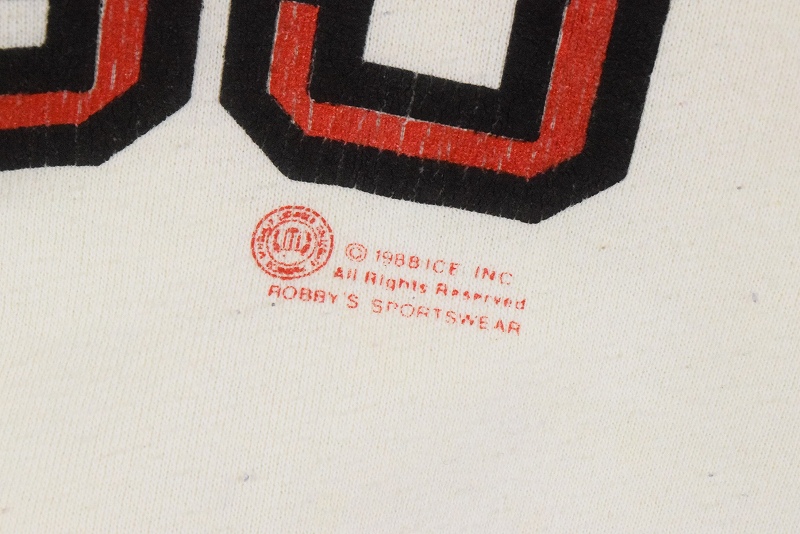 © 1988 ICE INC
All Rights Reserved
ROBBY'S SPORTSWEAR